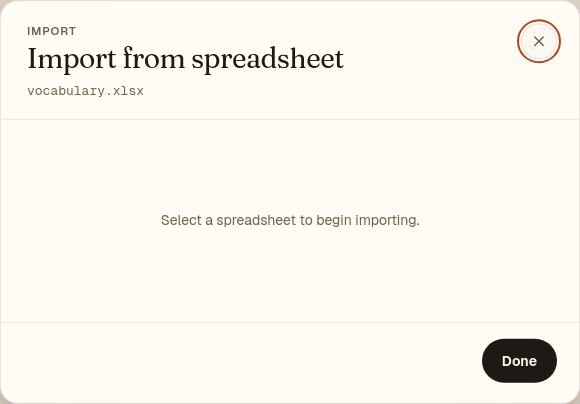 IMPORT
Import from spreadsheet
vocabulary.xlsx
Select a spreadsheet to begin importing.
Done